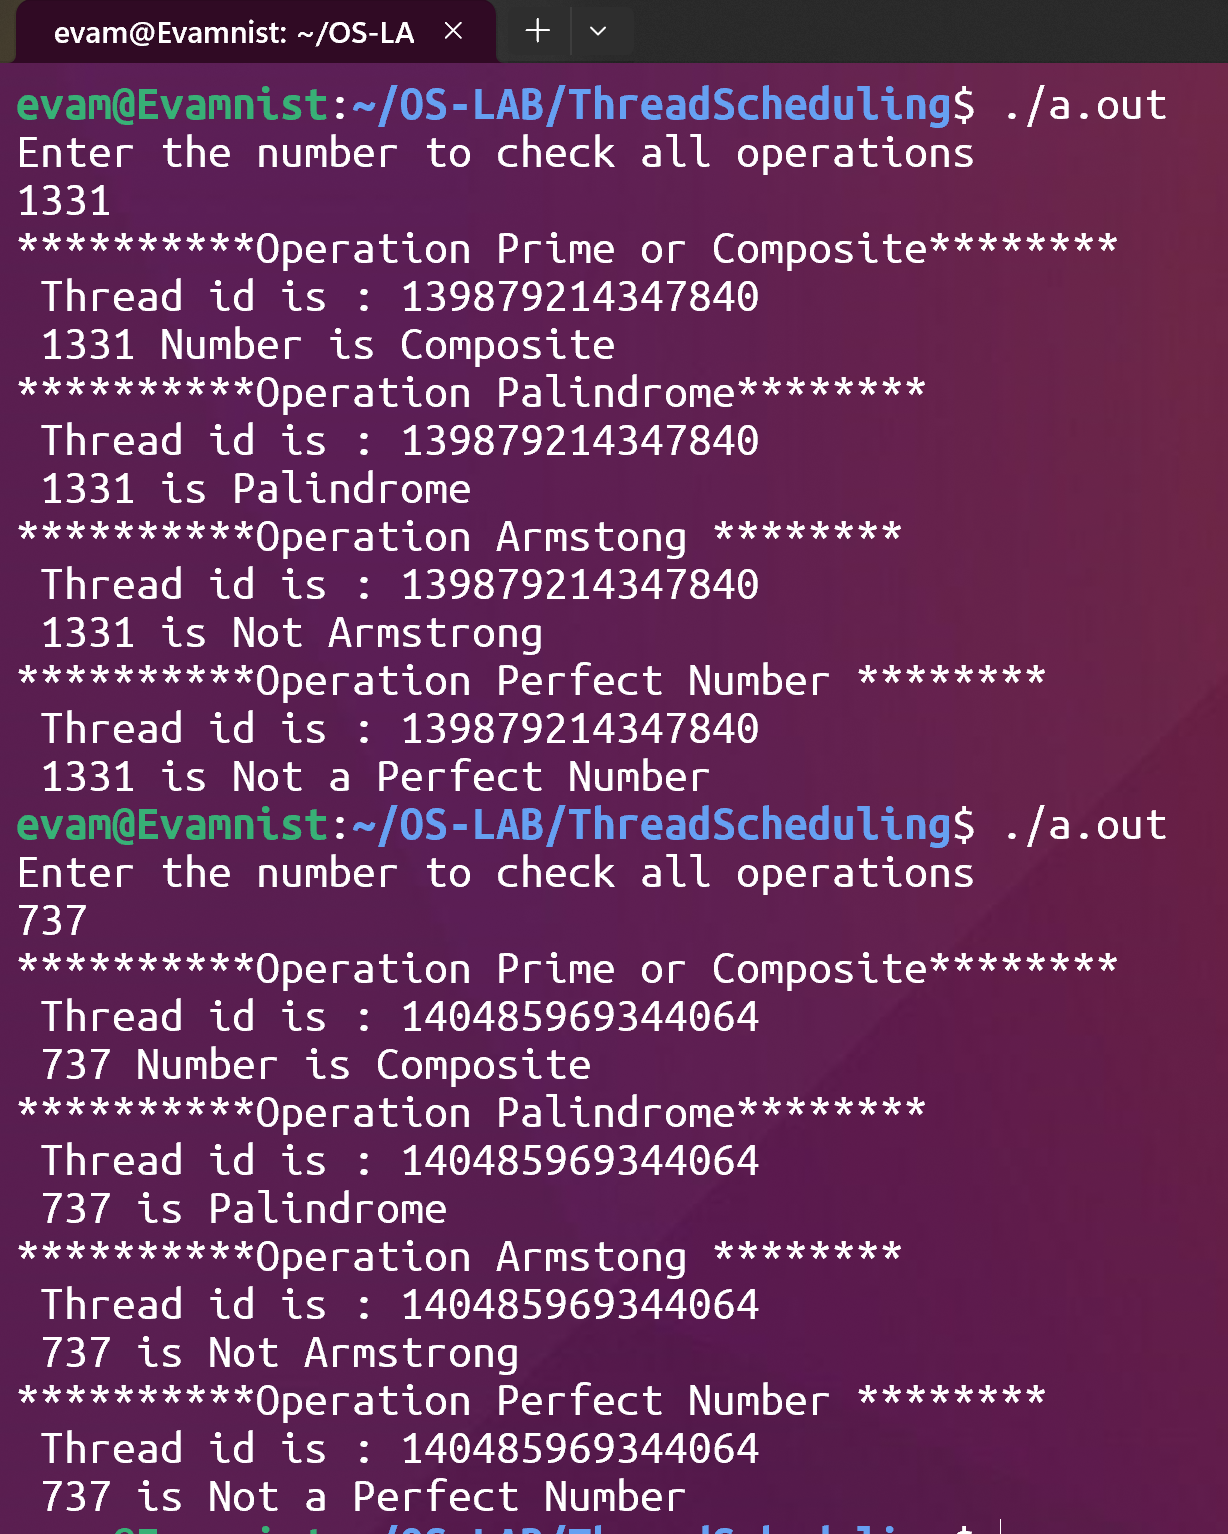 evam@Evamnist: ~/OS-LA
evam@Evamnist:~/OS-LAB/ThreadScheduling$ ./a.out
Enter the number to check all operations
1331
**********Operation Prime or Composite********
 Thread id is : 139879214347840
 1331 Number is Composite
**********Operation Palindrome********
 Thread id is : 139879214347840
 1331 is Palindrome
**********Operation Armstong ********
 Thread id is : 139879214347840
 1331 is Not Armstrong
**********Operation Perfect Number ********
 Thread id is : 139879214347840
 1331 is Not a Perfect Number
evam@Evamnist:~/OS-LAB/ThreadScheduling$ ./a.out
Enter the number to check all operations
737
**********Operation Prime or Composite********
 Thread id is : 140485969344064
 737 Number is Composite
**********Operation Palindrome********
 Thread id is : 140485969344064
 737 is Palindrome
**********Operation Armstong ********
 Thread id is : 140485969344064
 737 is Not Armstrong
**********Operation Perfect Number ********
 Thread id is : 140485969344064
 737 is Not a Perfect Number
evam@Evamnist:~/OS-LAB/ThreadScheduling$